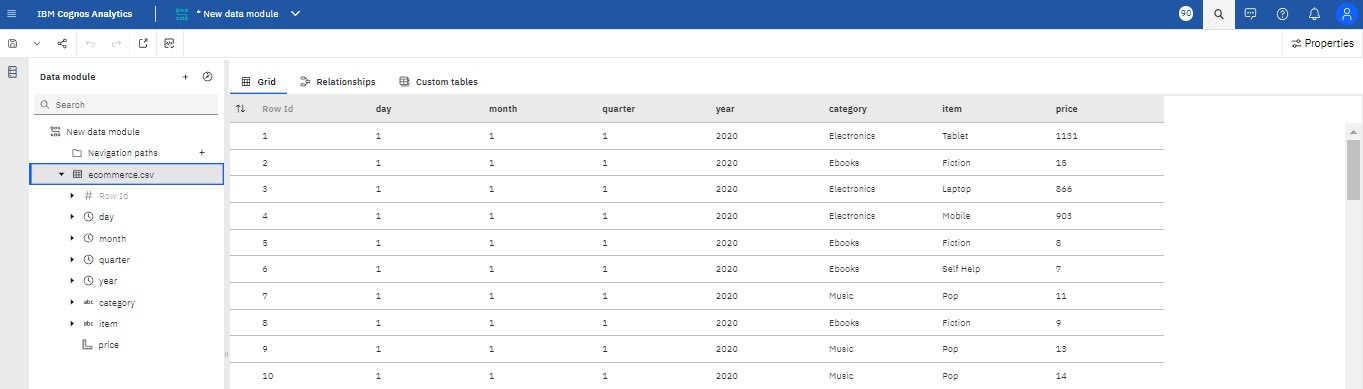 IBM Cognos Analytics * New data module 90
Properties
Data module Grid Relationships Custom tables
Search
New data module
Navigation paths
ecommerce.csv
# Row Id
day
month
quarter
year
abc category
abc item
price
Row Id day month quarter year category item price
1 1 1 1 2020 Electronics Tablet 1131
2 1 1 1 2020 Ebooks Fiction 15
3 1 1 1 2020 Electronics Laptop 866
4 1 1 1 2020 Electronics Mobile 903
5 1 1 1 2020 Ebooks Fiction 8
6 1 1 1 2020 Ebooks Self Help 7
7 1 1 1 2020 Music Pop 11
8 1 1 1 2020 Ebooks Fiction 9
9 1 1 1 2020 Music Pop 13
10 1 1 1 2020 Music Pop 14